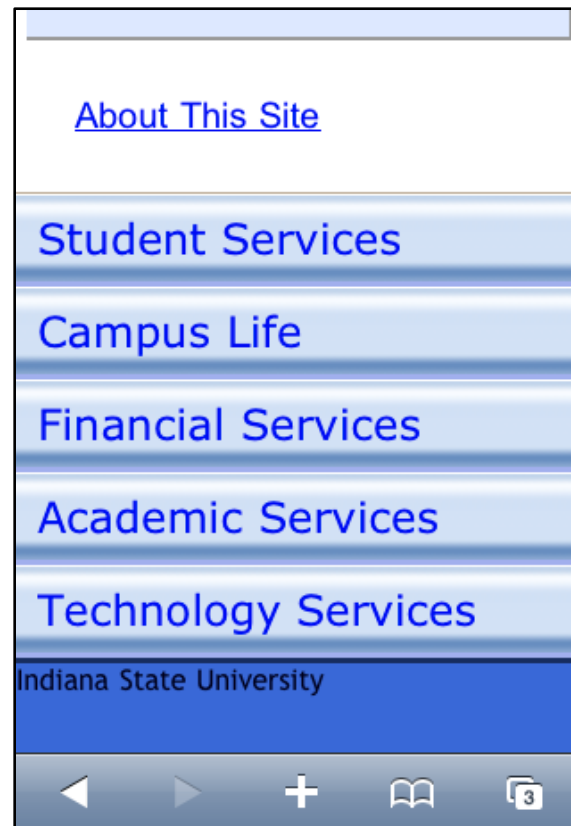 About This Site
Student Services
Campus Life
Financial Services
Academic Services
Technology Services
Indiana State University
3